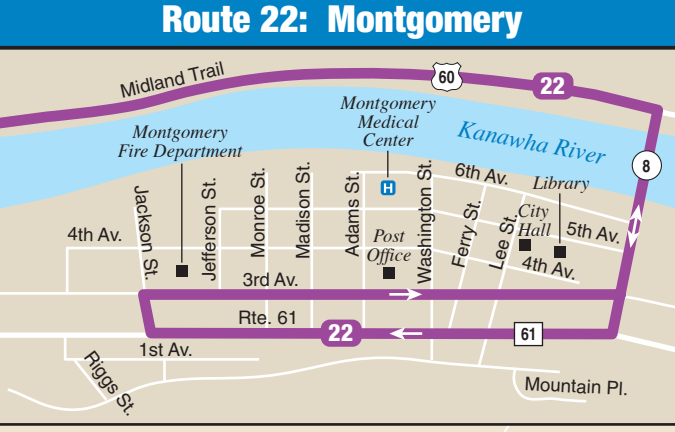 Route 22: Montgomery
Midland Trail
60
22
Montgomery
Medical
Center
Kanawha River
Montgomery
Fire Department
8
6th Av.
Library
Jackson St.
Jefferson St.
Monroe St.
Madison St.
Adams St.
H
Washington St.
Ferry St.
Lee St.
City
Hall
5th Av.
4th Av.
Post
Office
4th Av.
3rd Av.
Rte. 61
22
61
1st Av.
Riggs St.
Mountain Pl.